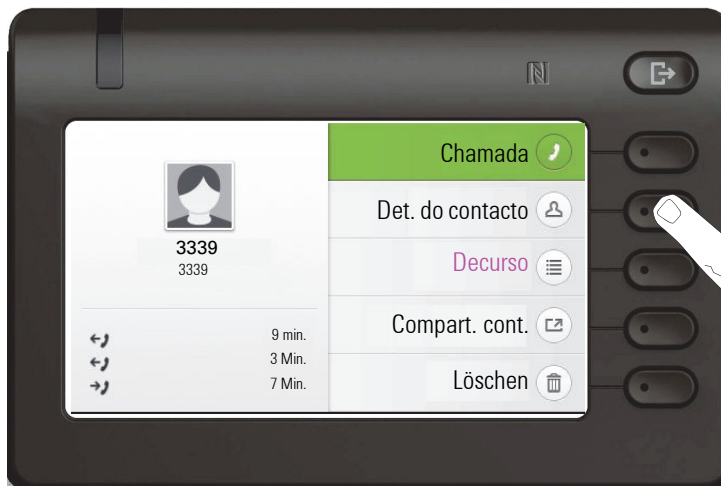 3339
3339
9 min.
3 Min.
7 Min.
Chamada
Det. do contacto
Decurso
Compart. cont.
Löschen